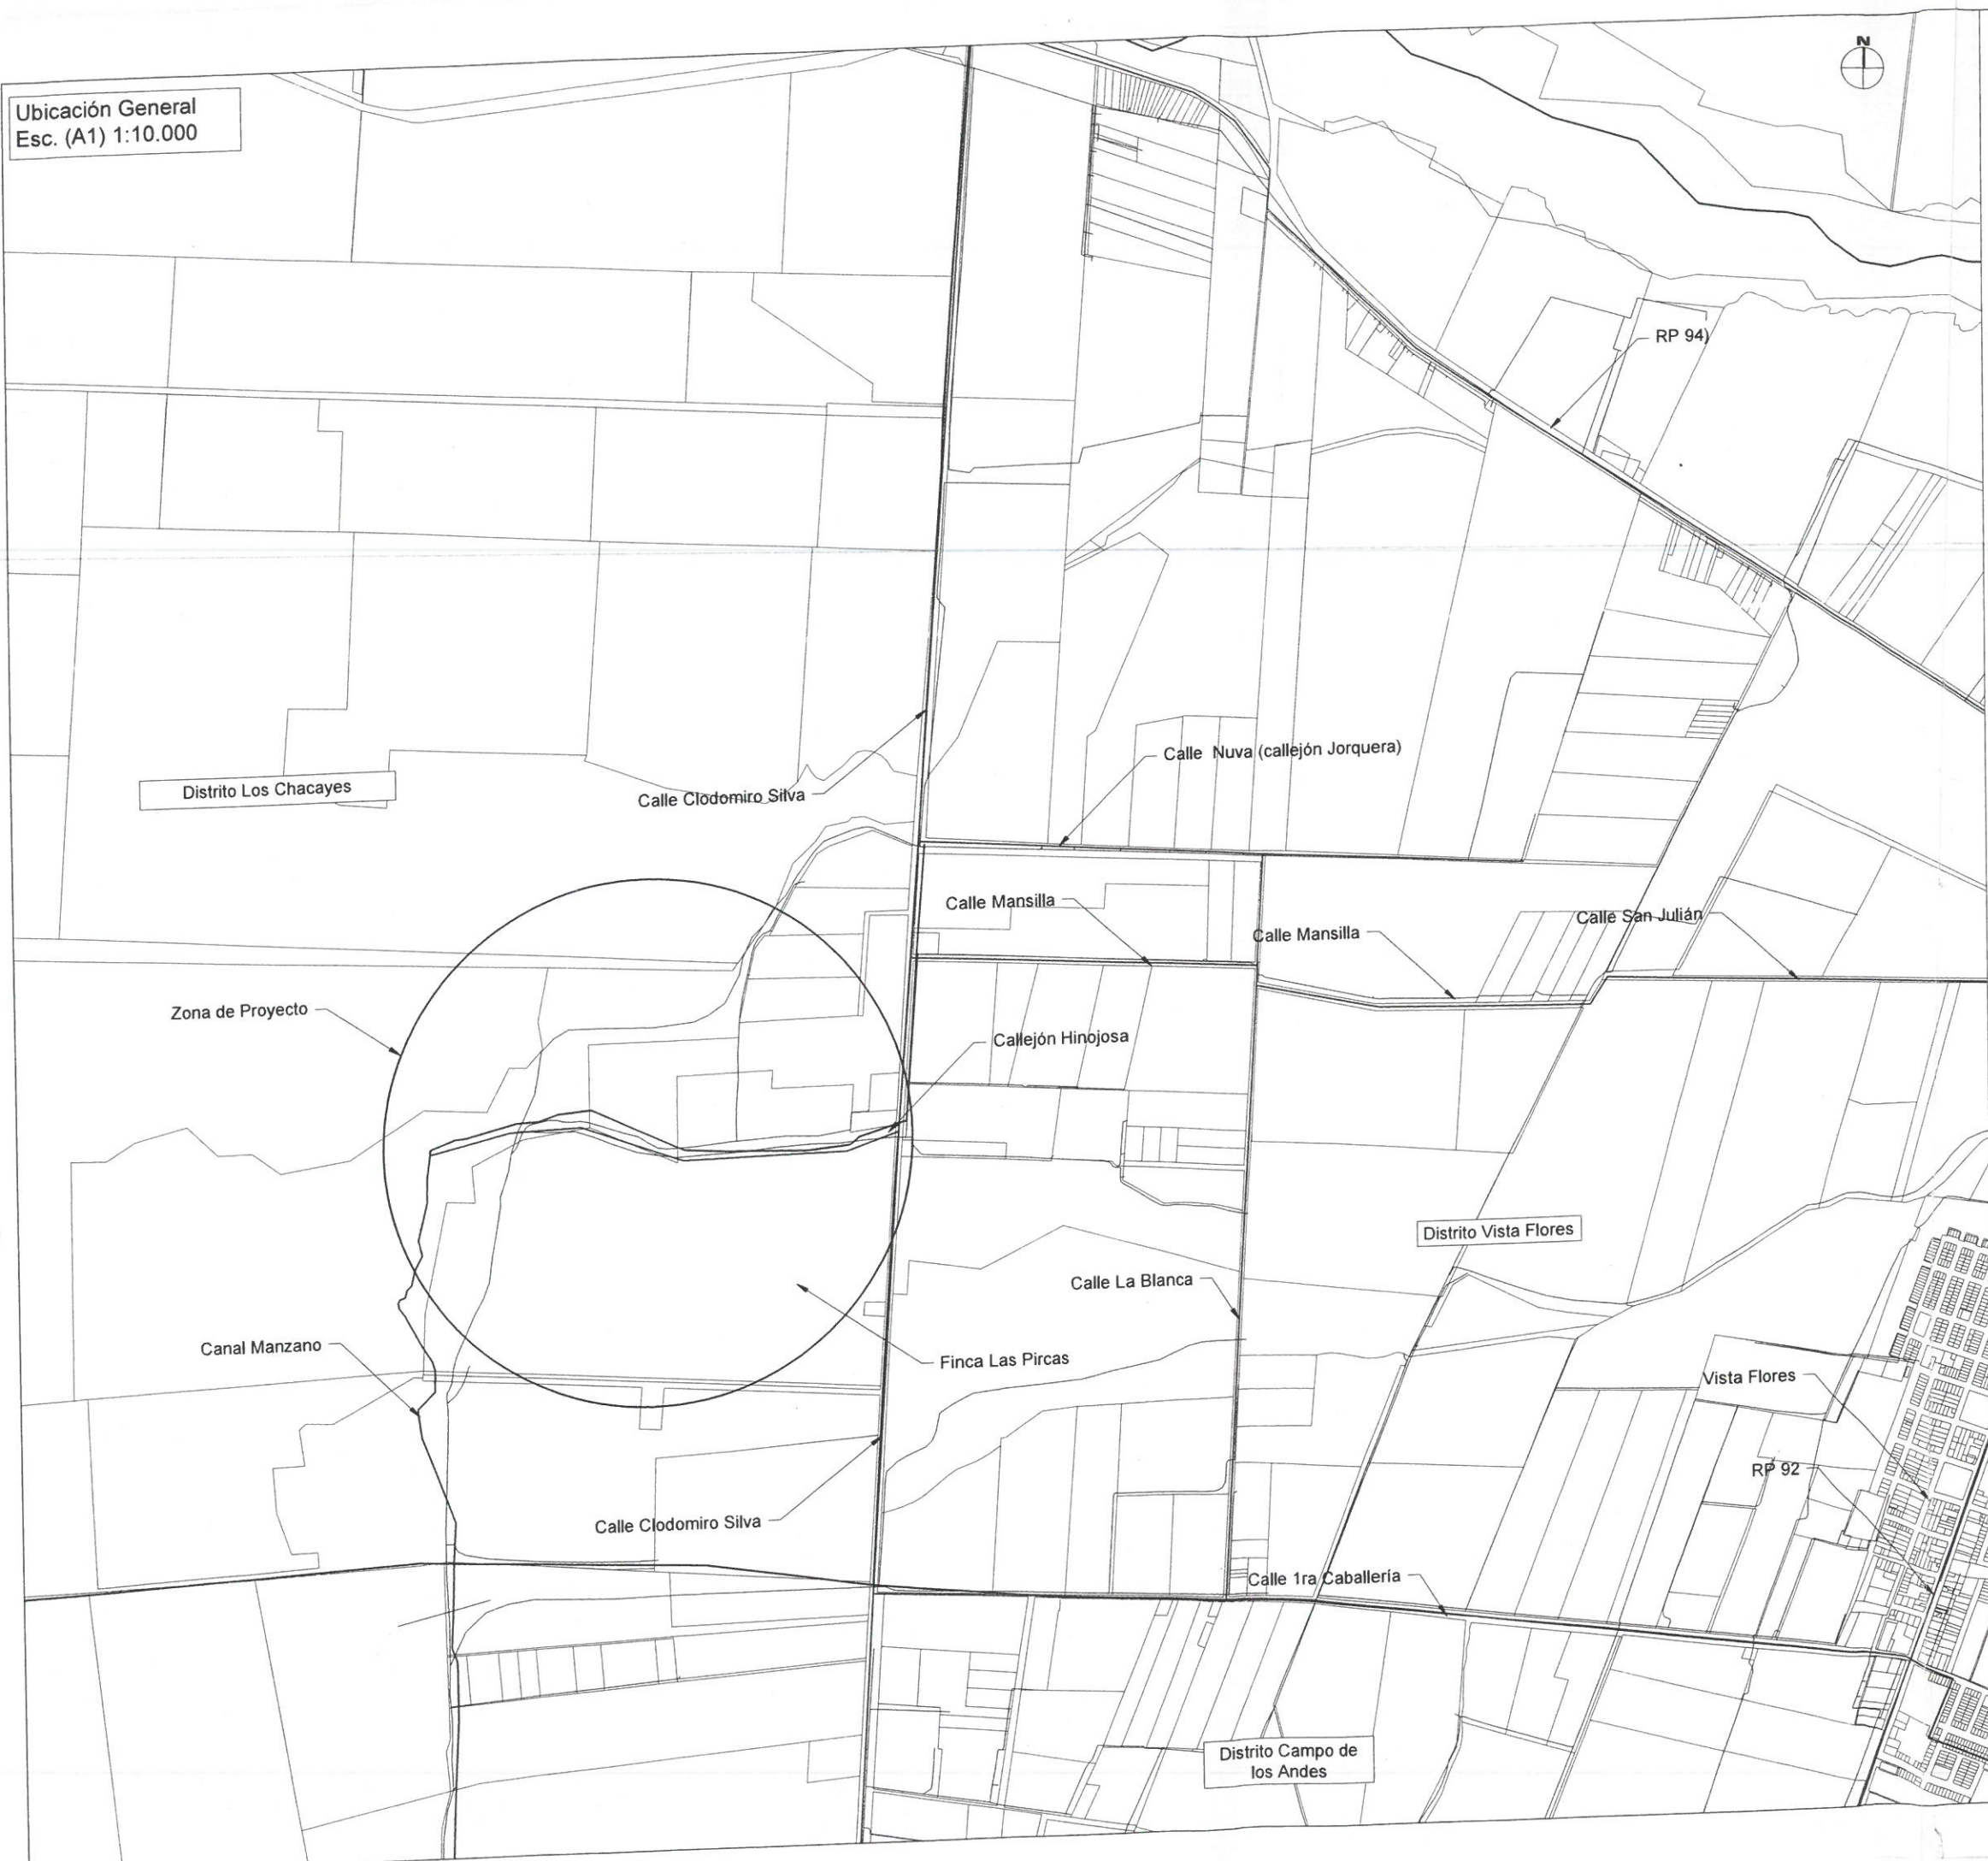 N
Ubicación General
Esc. (A1) 1:10.000
RP 94)
Calle Nuva (callejón Jorquera)
Distrito Los Chacayes
Calle Clodomiro Silva
Calle Mansilla
Calle Mansilla
Calle San Julián
Zona de Proyecto
Callejón Hinojosa
Distrito Vista Flores
Calle La Blanca
Canal Manzano
Finca Las Pircas
Vista Flores
RP 92
Calle Clodomiro Silva
Calle 1ra Caballería
Distrito Campo de
los Andes